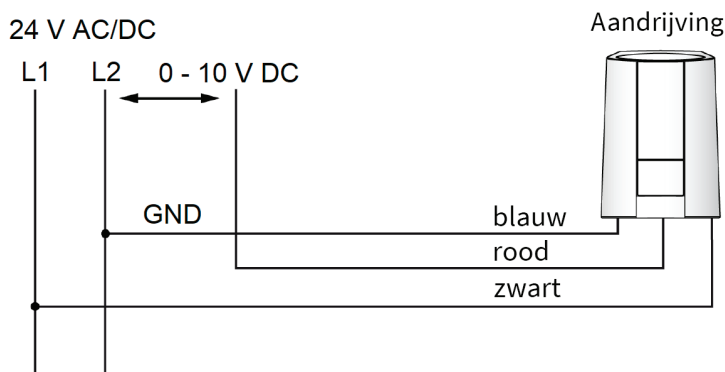 Aandrijving
24 V AC/DC
L1 L2 0 - 10 V DC
GND
blauw
rood
zwart